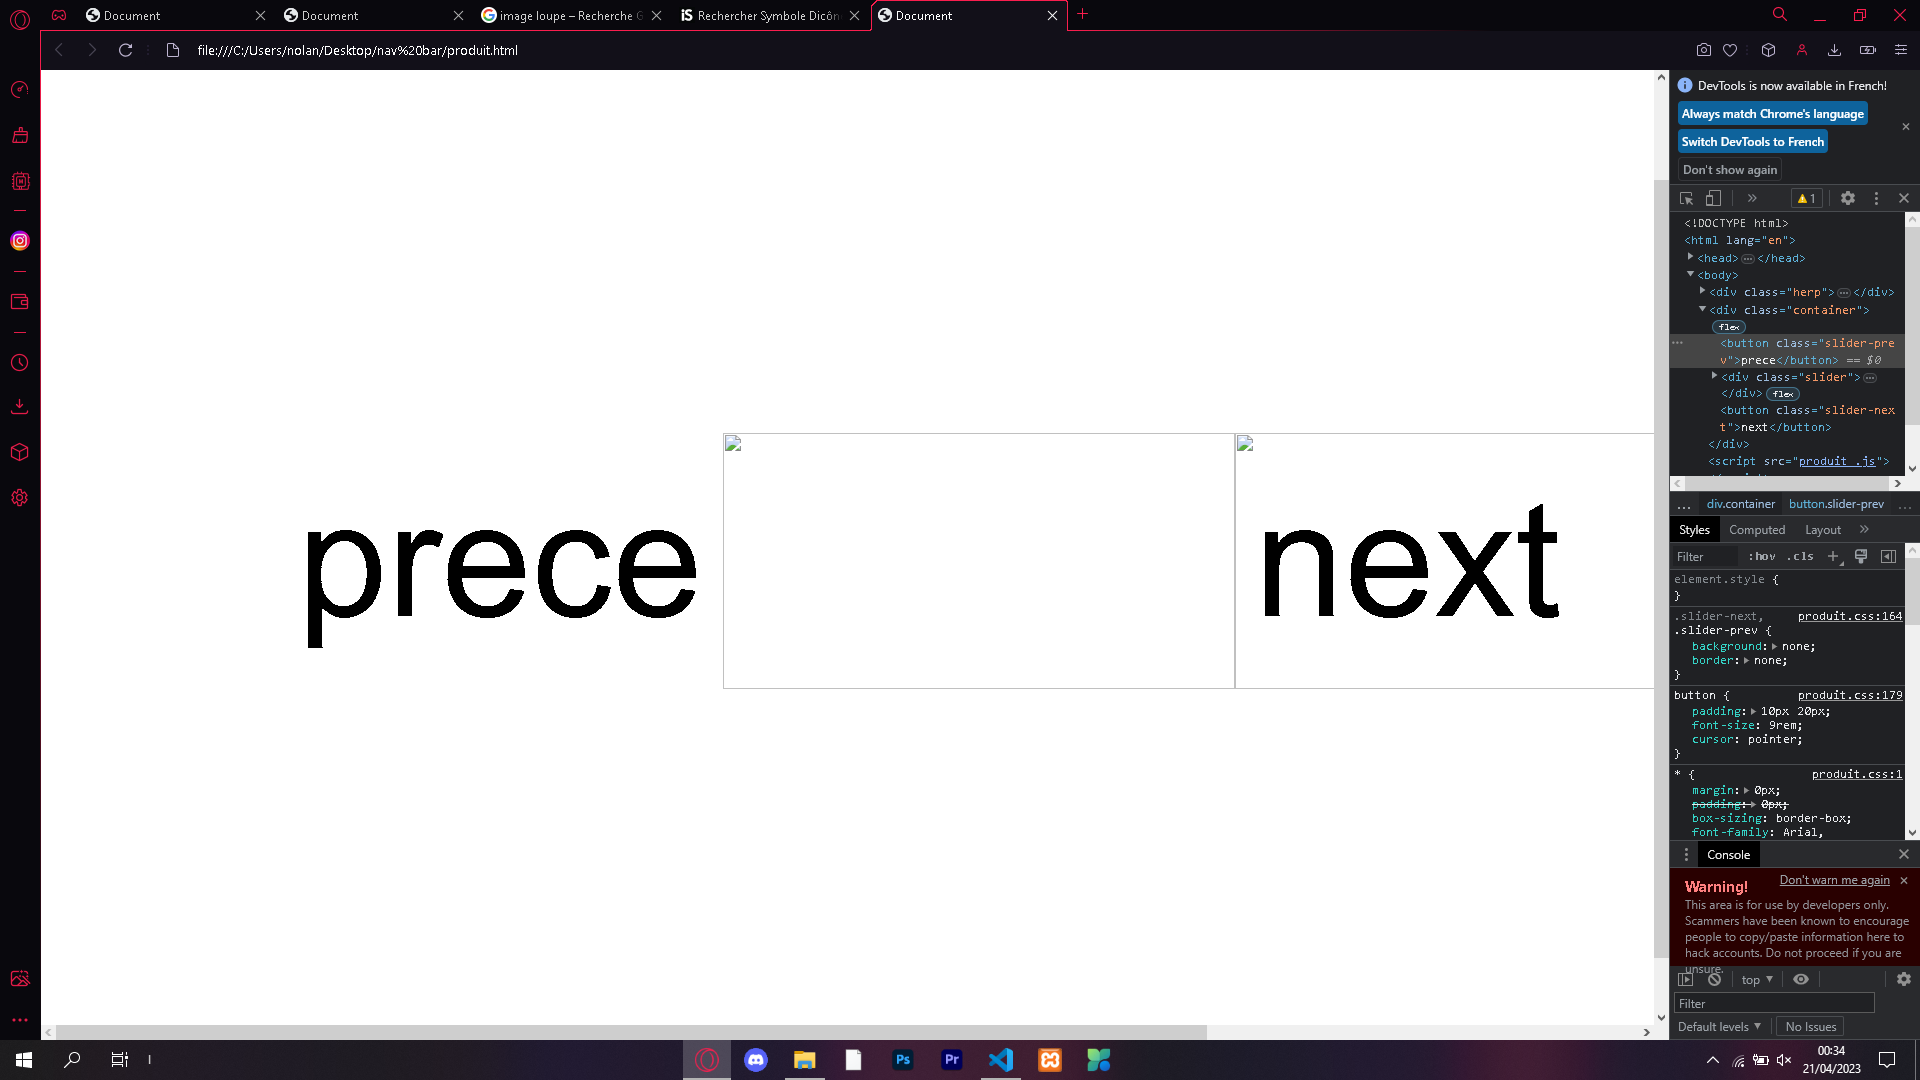 Document
Document
image loupe – Recherche G
Rechercher Symbole Dicôn
Document
file:///C:/Users/nolan/Desktop/nav%20bar/produit.html
prece
next
DevTools is now available in French!
Always match Chrome's language
Switch DevTools to French
Don't show again
1
<!DOCTYPE html>
<html lang="en">
<head> … </head>
<body>
<div class="herp"> … </div>
<div class="container">
flex
<button class="slider-pre
v">prece</button> == $0
<div class="slider"> …
</div> flex
<button class="slider-nex
t">next</button>
</div>
<script src="produit .js">
... div.container button.slider-prev ...
Styles Computed Layout »
Filter :hov .cls +
element.style {
}
.slider-next, produit.css:164
.slider-prev {
background: none;
border: none;
}
button { produit.css:179
padding: 10px 20px;
font-size: 9rem;
cursor: pointer;
}
* { produit.css:1
margin: 0px;
padding: 0px;
box-sizing: border-box;
font-family: Arial,
Console
Warning! Don't warn me again
This area is for use by developers only.
Scammers have been known to encourage
people to copy/paste information here to
hack accounts. Do not proceed if you are
unsure.
top
Filter
Default levels No Issues
Ps Pr
00:34
21/04/2023